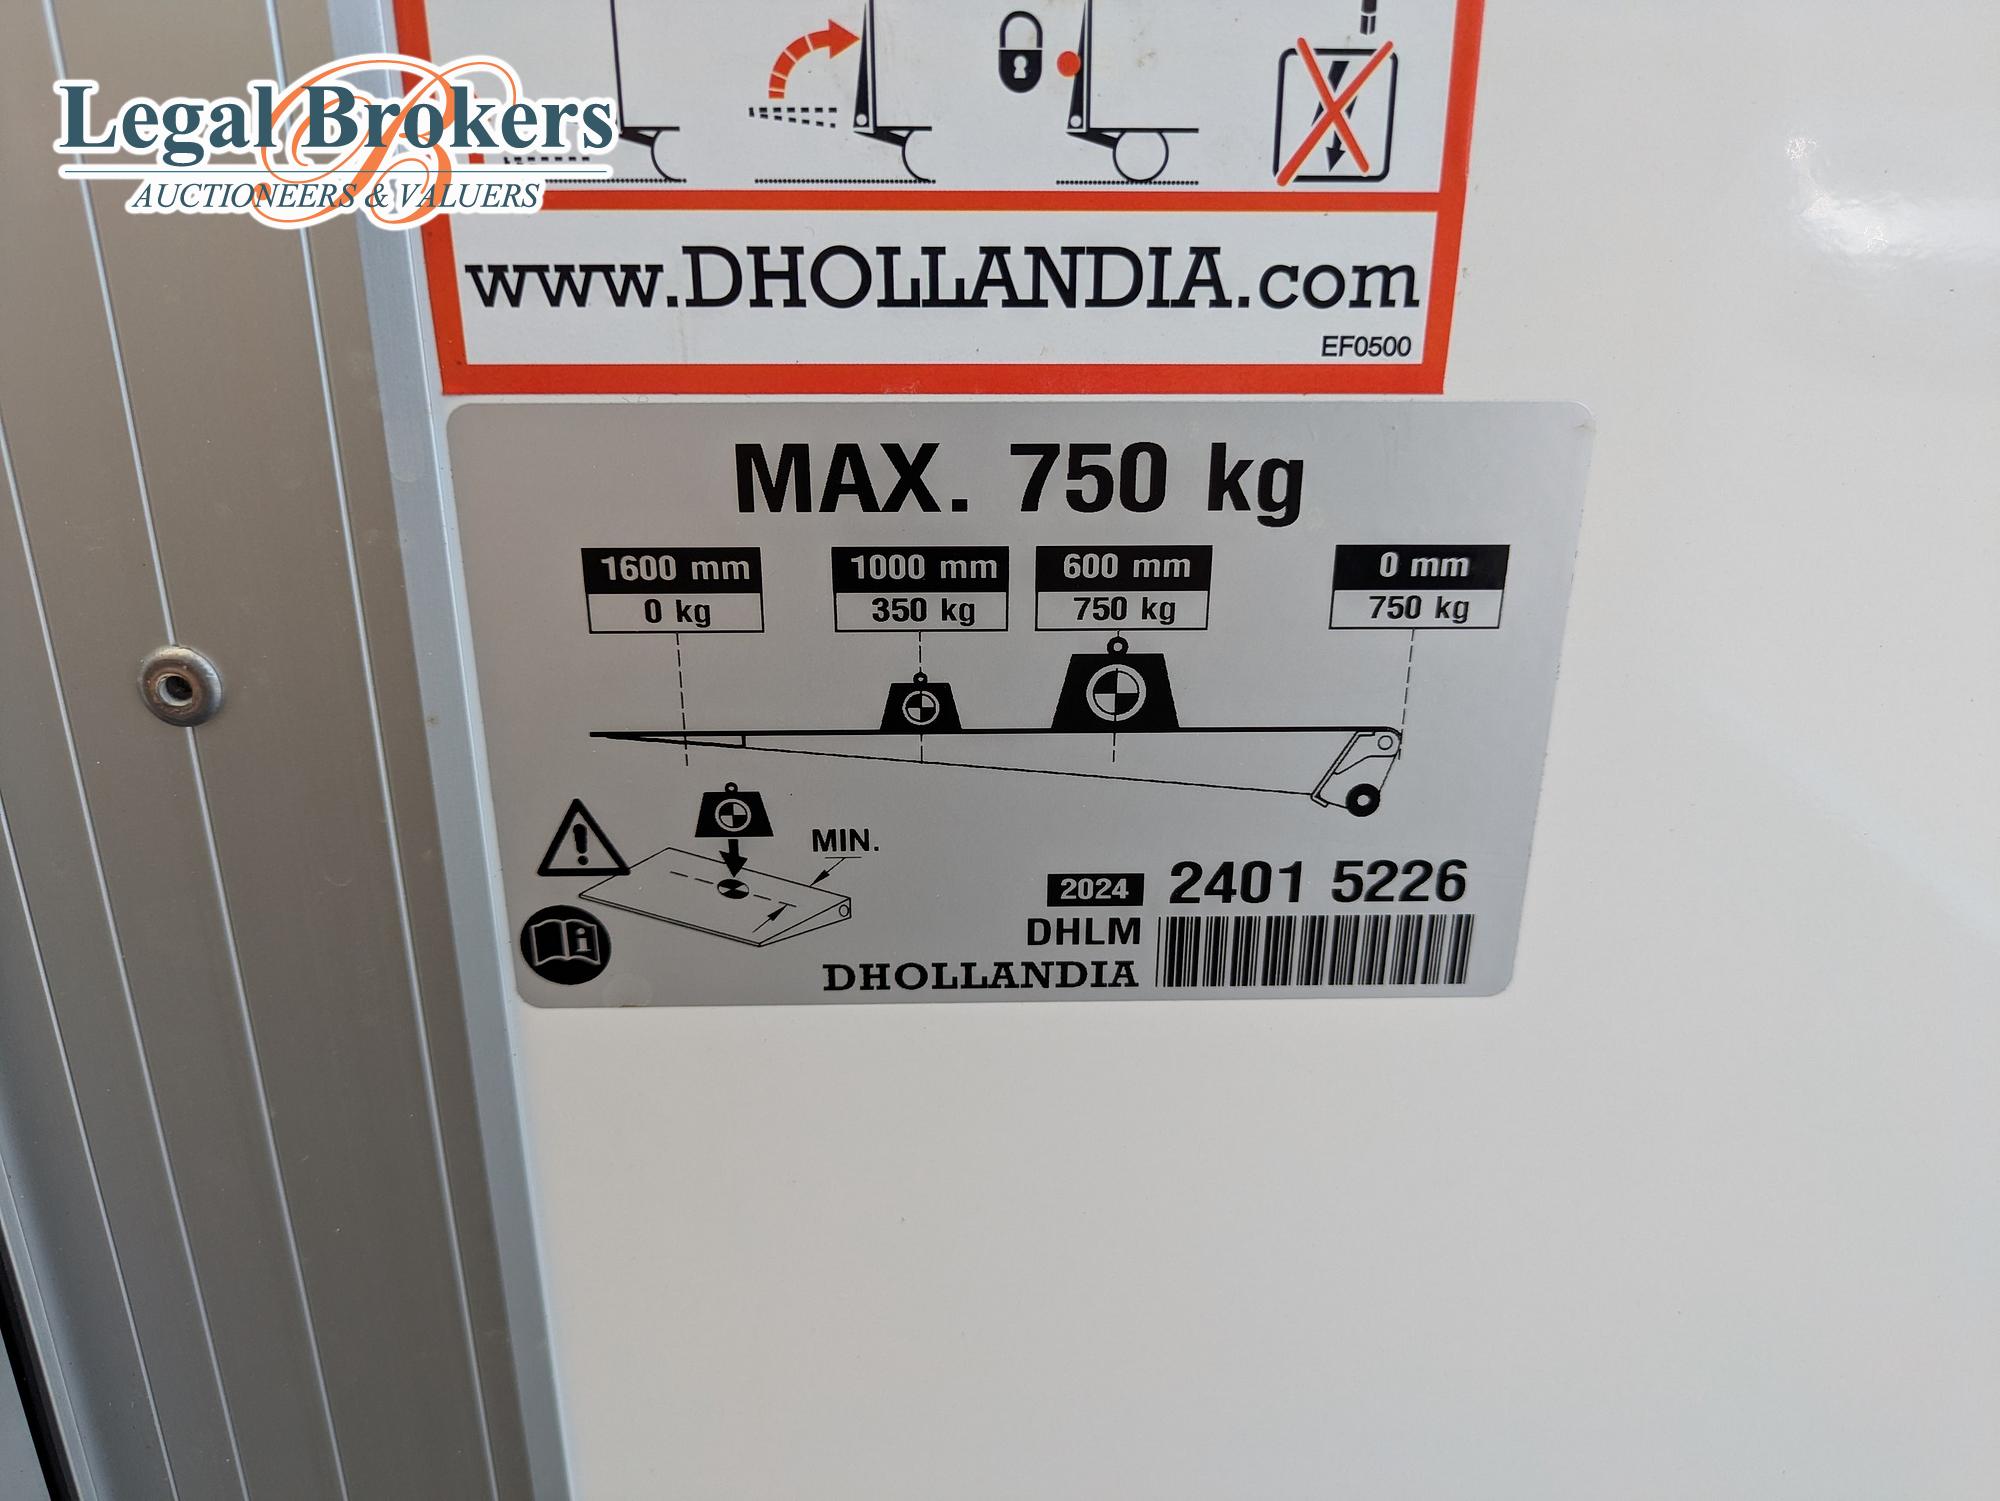 Legal Brokers
AUCTIONEERS & VALUERS
www.DHOLLANDIA.com
EF0500
MAX. 750 kg
1600 mm 1000 mm 600 mm 0 mm
0 kg 350 kg 750 kg 750 kg
MIN.
2024 2401 5226
DHLM
DHOLLANDIA